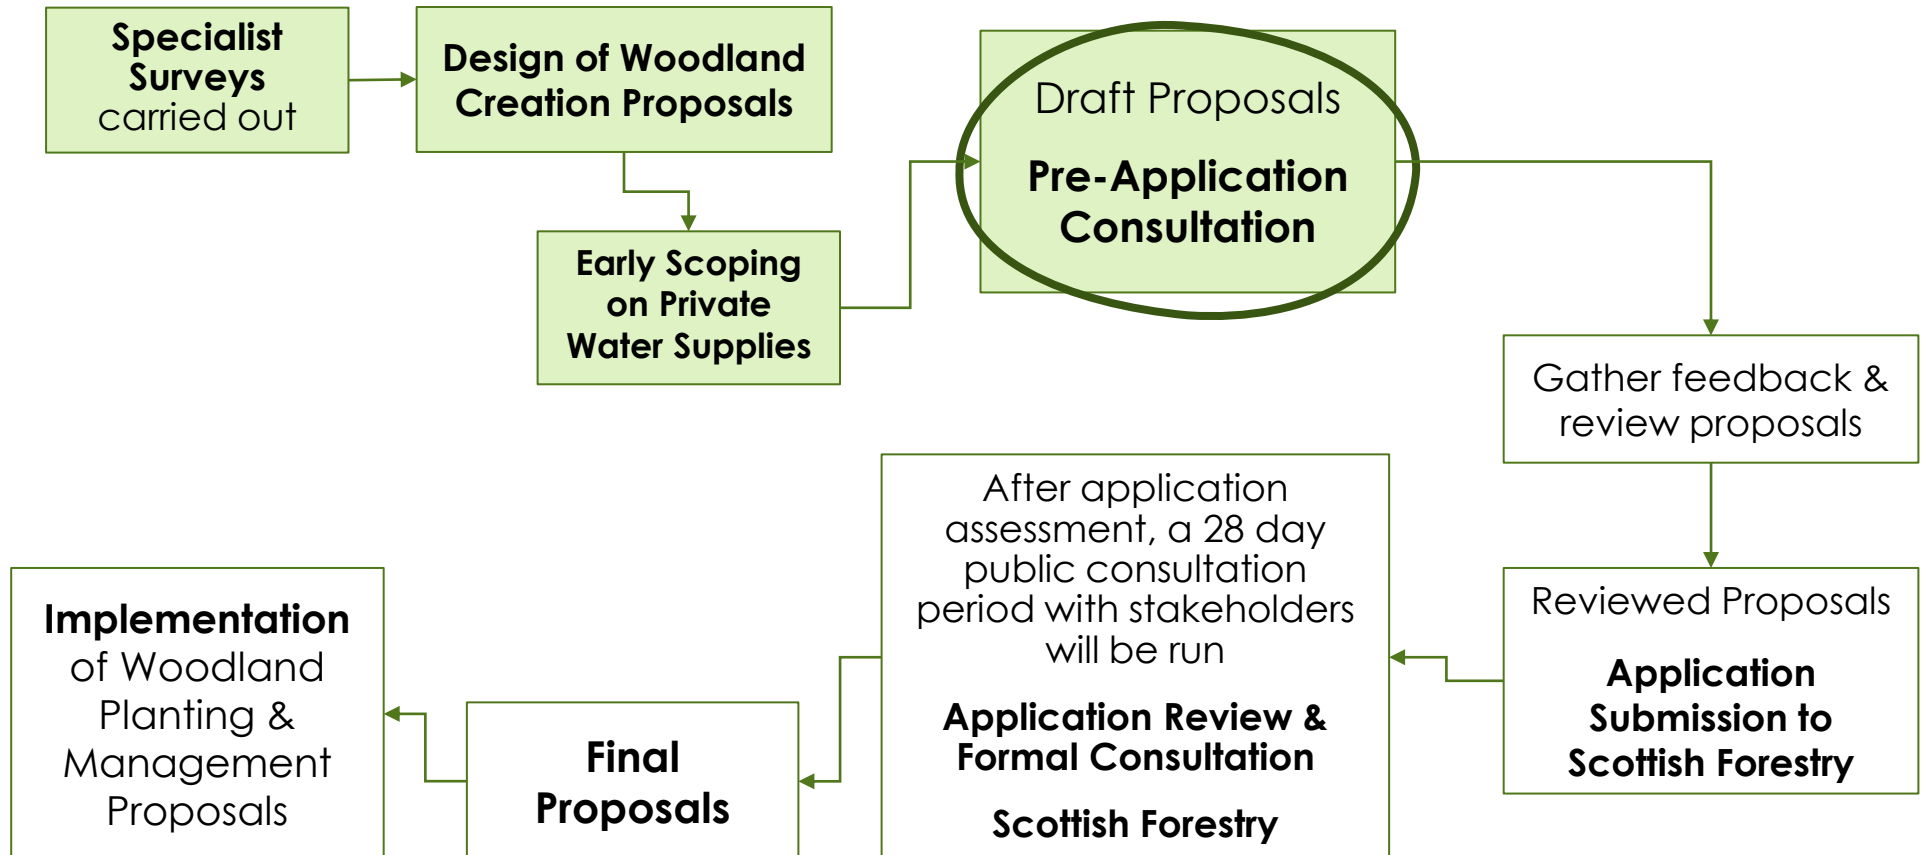 Specialist
Surveys
carried out
Design of Woodland
Creation Proposals
Early Scoping
on Private
Water Supplies
Draft Proposals
Pre-Application
Consultation
Gather feedback &
review proposals
Reviewed Proposals
Application
Submission to
Scottish Forestry
After application
assessment, a 28 day
public consultation
period with stakeholders
will be run
Application Review &
Formal Consultation
Scottish Forestry
Final
Proposals
Implementation
of Woodland
Planting &
Management
Proposals